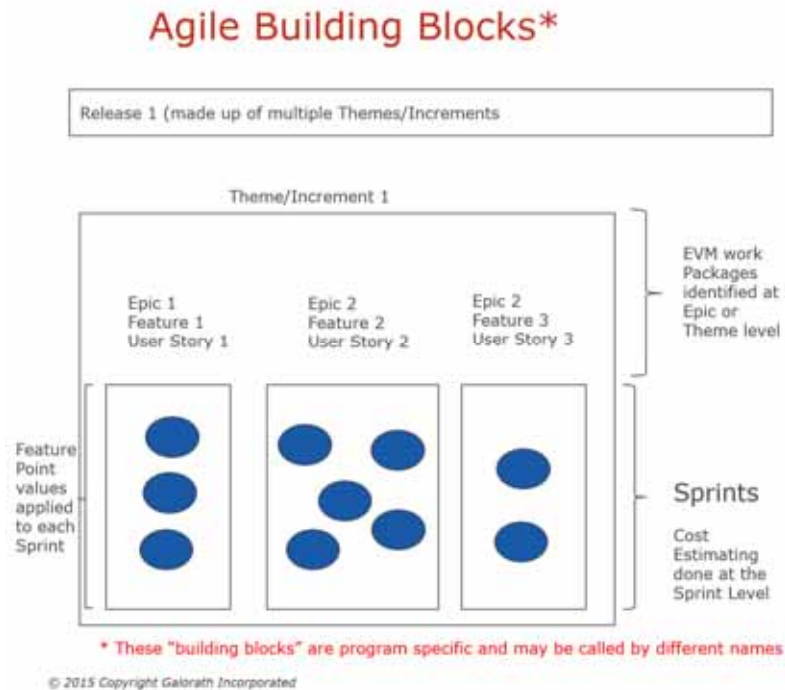 Agile Building Blocks*
Release 1 (made up of multiple Themes/Increments
Theme/Increment 1
Epic 1
Feature 1
User Story 1
Epic 2
Feature 2
User Story 2
Epic 2
Feature 3
User Story 3
EVM work
Packages
identified at
Epic or
Theme level
Feature
Point
values
applied
to each
Sprint
Sprints
Cost
Estimating
done at the
Sprint Level
* These "building blocks" are program specific and may be called by different names
© 2015 Copyright Galorath Incorporated